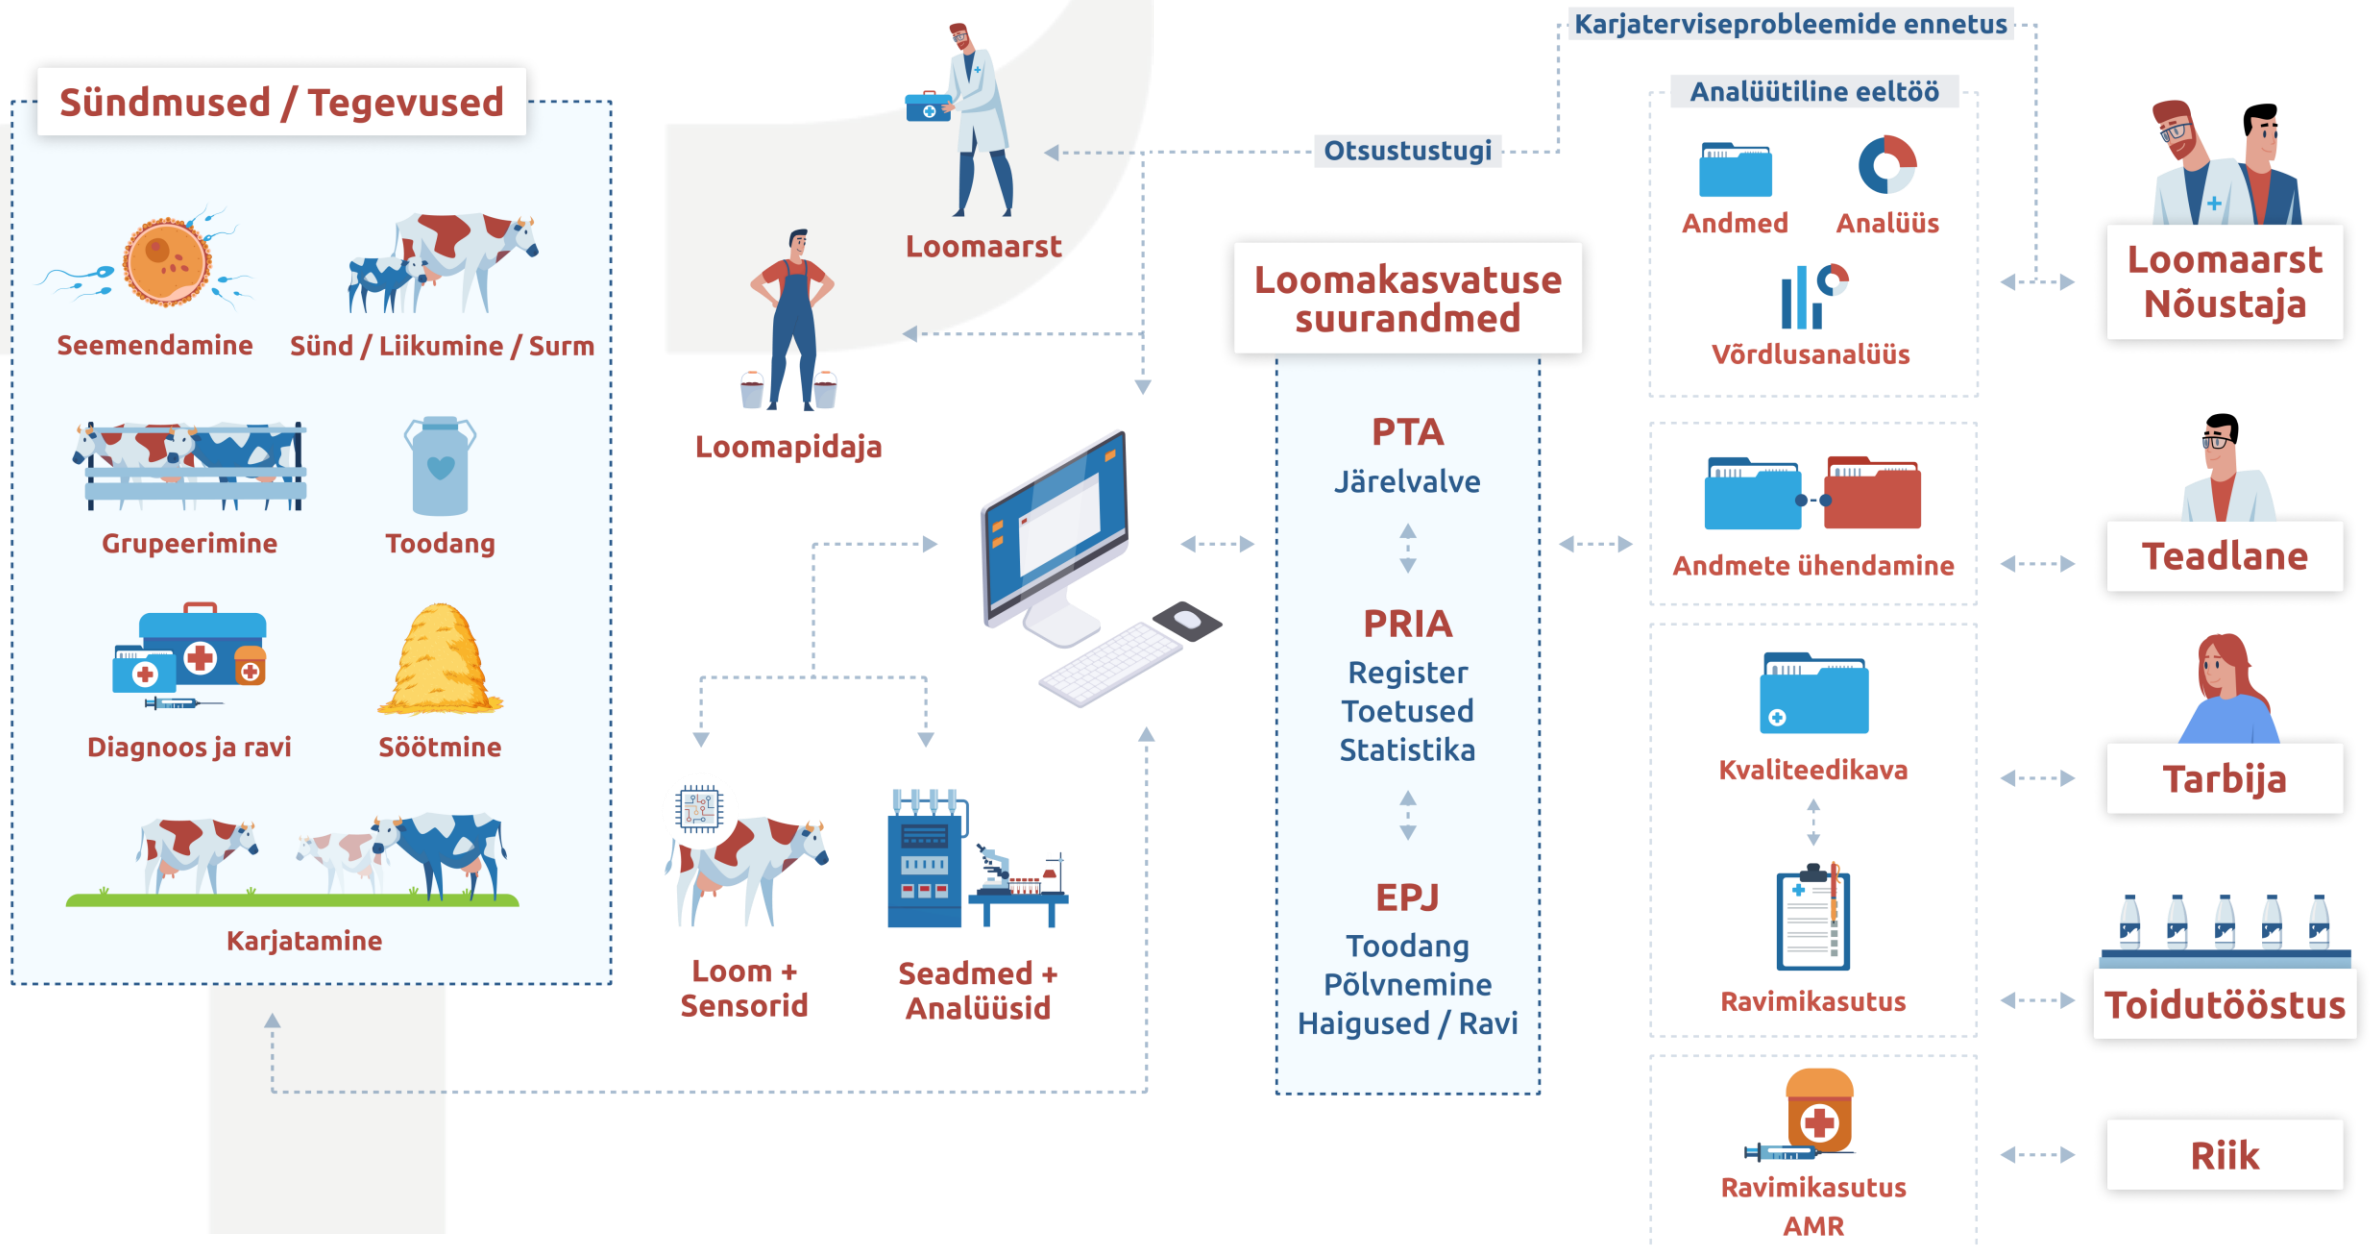 Sündmused / Tegevused
Seemendamine
Sünd / Liikumine / Surm
Grupeerimine
Toodang
Diagnoos ja ravi
Söötmine
Karjatamine
Loomaarst
Loomapidaja
Loom +
Sensorid
Seadmed +
Analüüsid
Otsustustugi
Karjaterviseprobleemide ennetus
Loomakasvatuse
suurandmed
PTA
Järelvalve
PRIA
Register
Toetused
Statistika
EPJ
Toodang
Põlvnemine
Haigused / Ravi
Analüütiline eeltöö
Andmed
Analüüs
Võrdlusanalüüs
Andmete ühendamine
Kvaliteedikava
Ravimikasutus
Ravimikasutus
AMR
Loomaarst
Nõustaja
Teadlane
Tarbija
Toidutööstus
Riik